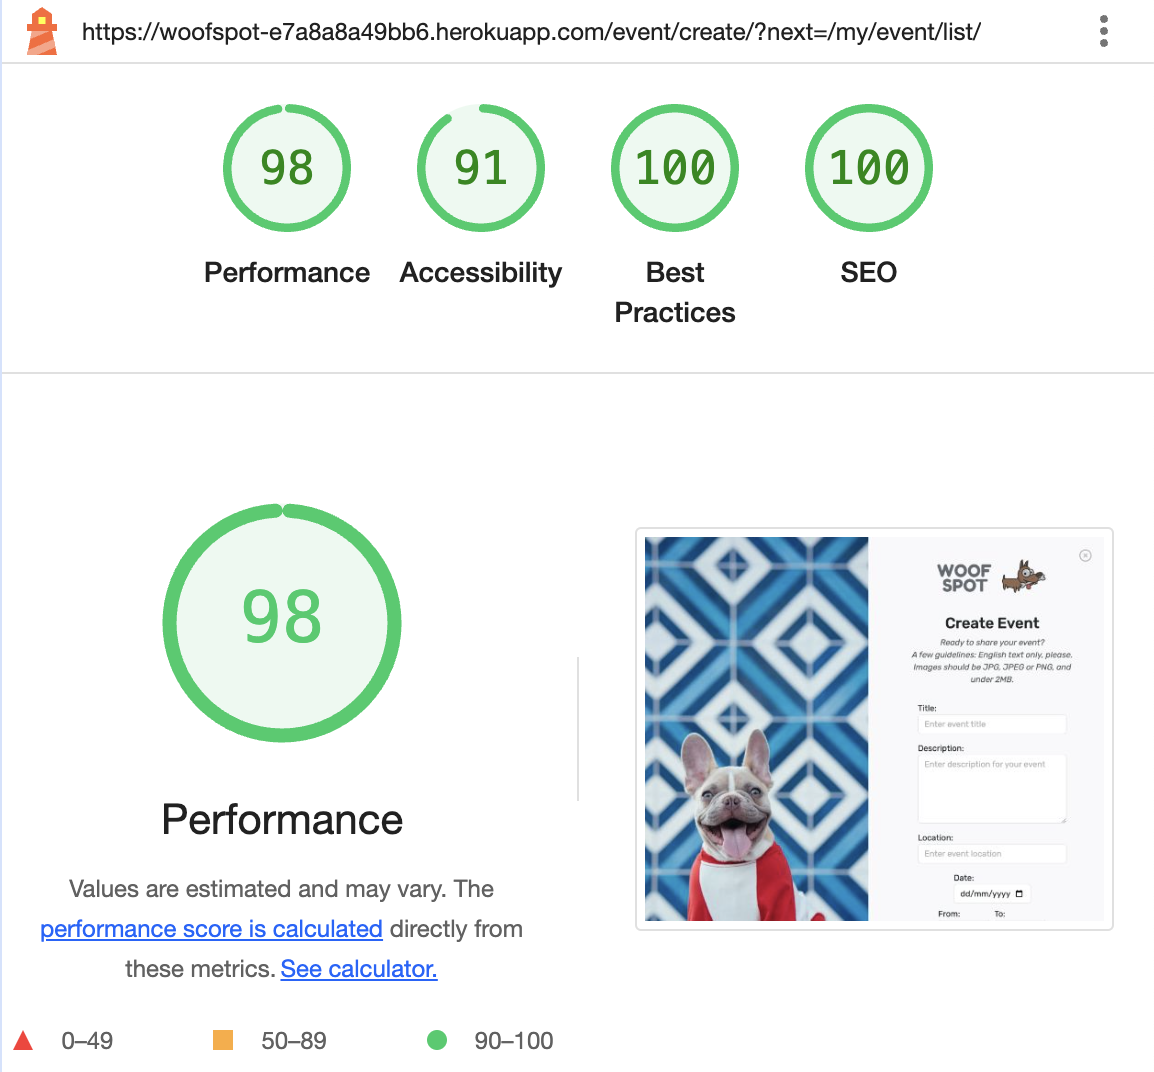 https://woofspot-e7a8a8a49bb6.herokuapp.com/event/create/?next=/my/event/list/
98
91
100
100
Performance
Accessibility
Best
Practices
SEO
98
Performance
Values are estimated and may vary. The
performance score is calculated directly from
these metrics. See calculator.
0–49
50–89
90–100
WOOF
SPOT
Create Event
Ready to share your event?
A few guidelines: English text only, please.
Images should be JPG, JPEG or PNG, and
under 2MB.
Title:
Enter event title
Description:
Enter description for your event
Location:
Enter event location
Date:
dd/mm/yyyy
From: To: